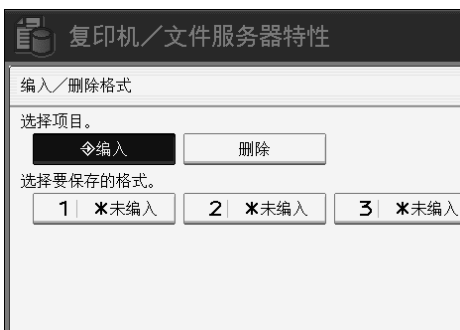 复印机／文件服务器特性
编入／删除格式
选择项目。
编入 删除
选择要保存的格式。
1 *未编入 2 *未编入 3 *未编入